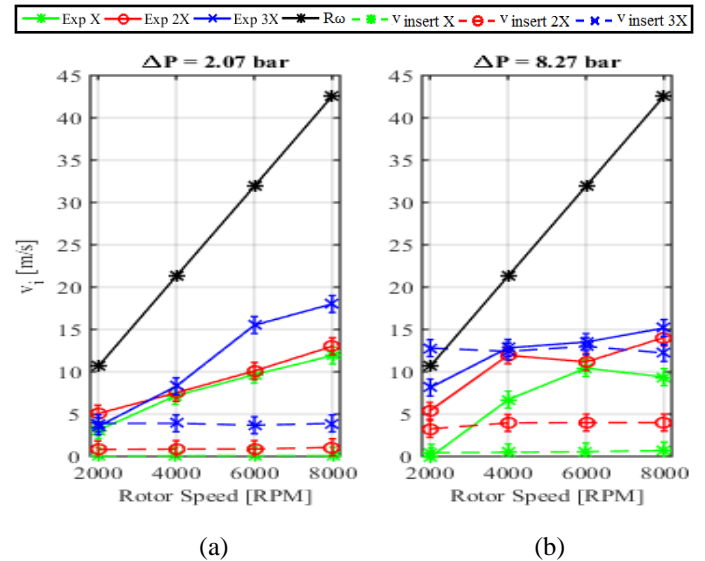 Exp X Exp 2X Exp 3X Rω v insert X v insert 2X v insert 3X
ΔP = 2.07 bar ΔP = 8.27 bar
45 45
40 40
35 35
30 30
25 25
20 20
15 15
10 10
5 5
0 0
v_i [m/s]
2000 4000 6000 8000 2000 4000 6000 8000
Rotor Speed [RPM] Rotor Speed [RPM]
(a) (b)